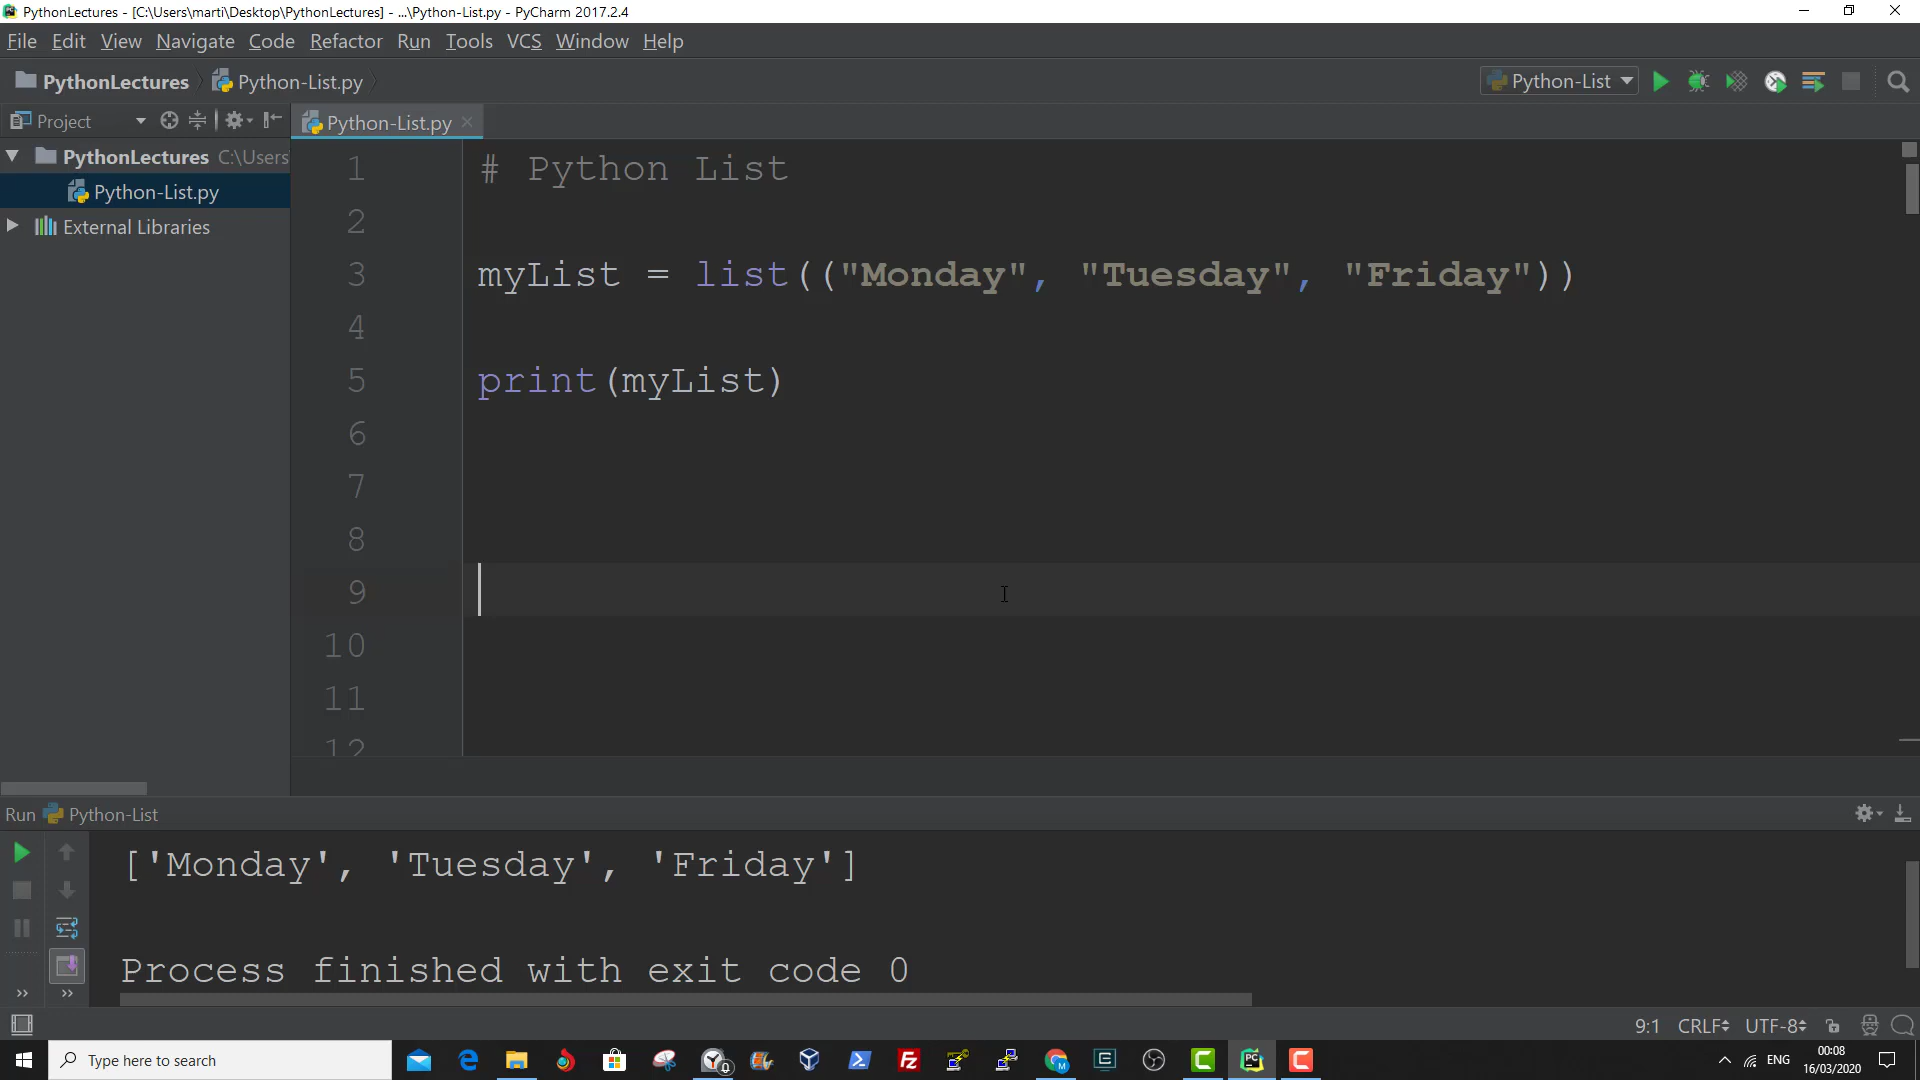 PythonLectures - [C:\Users\marti\Desktop\PythonLectures] - ...\Python-List.py - PyCharm 2017.2.4
File Edit View Navigate Code Refactor Run Tools VCS Window Help
PythonLectures Python-List.py Python-List
Project Python-List.py
PythonLectures C:\Users
Python-List.py
External Libraries
1 # Python List
2
3 myList = list(("Monday", "Tuesday", "Friday"))
4
5 print(myList)
6
7
8
9
10
11
12
Run Python-List
['Monday', 'Tuesday', 'Friday']
Process finished with exit code 0
9:1 CRLF UTF-8
Type here to search
ENG
00:08
16/03/2020